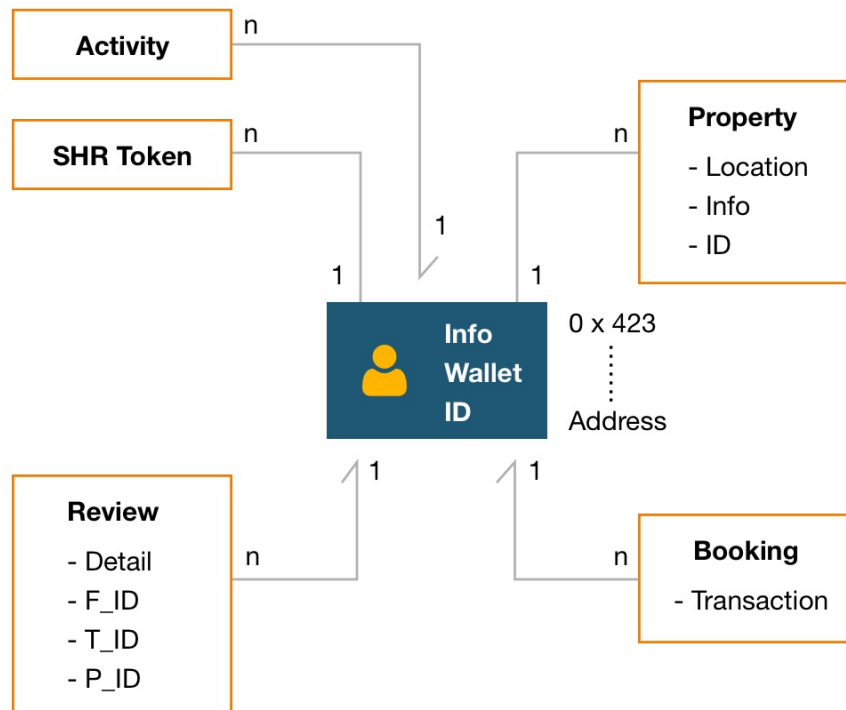 Activity
n
SHR Token
n
1
1
Property
- Location
- Info
- ID
n
1
Info
Wallet
ID
0 x 423
Address
Review
- Detail
- F_ID
- T_ID
- P_ID
n
1
Booking
- Transaction
n
1